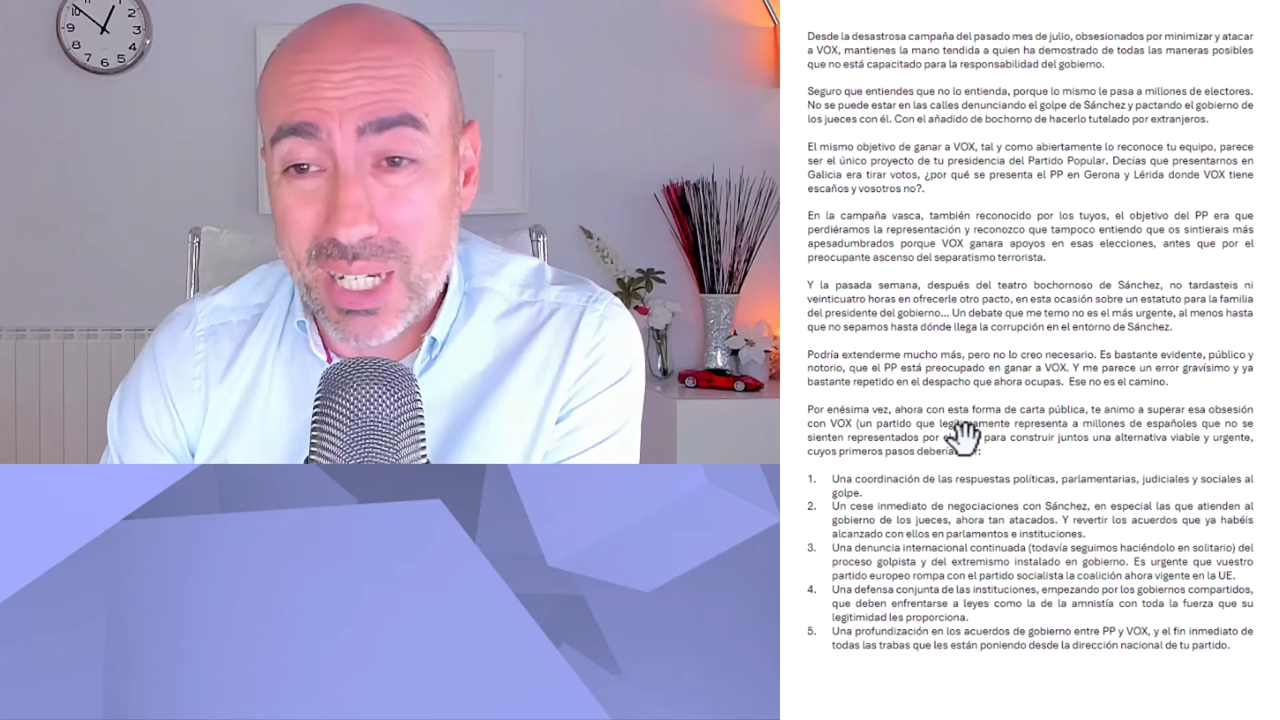 12
1
2
3
4
5
6
7
8
9
10
11
Desde la desastrosa campaña del pasado mes de julio, obsesionados por minimizar y atacar
a VOX, mantienes la mano tendida a quien ha demostrado de todas las maneras posibles
que no está capacitado para la responsabilidad del gobierno.
Seguro que entiendes que no lo entienda, porque lo mismo le pasa a millones de electores.
No se puede estar en las calles denunciando el golpe de Sánchez y pactando el gobierno de
los jueces con él. Con el añadido de bochorno de hacerlo tutelado por extranjeros.
El mismo objetivo de ganar a VOX, tal y como abiertamente lo reconoce tu equipo, parece
ser el único proyecto de tu presidencia del Partido Popular. Decías que presentarnos en
Galicia era tirar votos, ¿por qué se presenta el PP en Gerona y Lérida donde VOX tiene
escaños y vosotros no?.
En la campaña vasca, también reconocido por los tuyos, el objetivo del PP era que
perdiéramos la representación y reconozco que tampoco entiendo que os sintierais más
apesadumbrados porque VOX ganara apoyos en esas elecciones, antes que por el
preocupante ascenso del separatismo terrorista.
Y la pasada semana, después del teatro bochornoso de Sánchez, no tardasteis ni
veinticuatro horas en ofrecerle otro pacto, en esta ocasión sobre un estatuto para la familia
del presidente del gobierno... Un debate que me temo no es el más urgente, al menos hasta
que no sepamos hasta dónde llega la corrupción en el entorno de Sánchez.
Podría extenderme mucho más, pero no lo creo necesario. Es bastante evidente, público y
notorio, que el PP está preocupado en ganar a VOX. Y me parece un error gravísimo y ya
bastante repetido en el despacho que ahora ocupas. Ese no es el camino.
Por enésima vez, ahora con esta forma de carta pública, te animo a superar esa obsesión
con VOX (un partido que legítimamente representa a millones de españoles que no se
sienten representados por para construir juntos una alternativa viable y urgente,
cuyos primeros pasos
1. Una coordinación de las respuestas políticas, parlamentarias, judiciales y sociales al
golpe.
2. Un cese inmediato de negociaciones con Sánchez, en especial las que atienden al
gobierno de los jueces, ahora tan atacados. Y revertir los acuerdos que ya habéis
alcanzado con ellos en parlamentos e instituciones.
3. Una denuncia internacional continuada (todavía seguimos haciéndolo en solitario) del
proceso golpista y del extremismo instalado en gobierno. Es urgente que vuestro
partido europeo rompa con el partido socialista la coalición ahora vigente en la UE.
4. Una defensa conjunta de las instituciones, empezando por los gobiernos compartidos,
que deben enfrentarse a leyes como la de la amnistía con toda la fuerza que su
legitimidad les proporciona.
5. Una profundización en los acuerdos de gobierno entre PP y VOX, y el fin inmediato de
todas las trabas que les están poniendo desde la dirección nacional de tu partido.